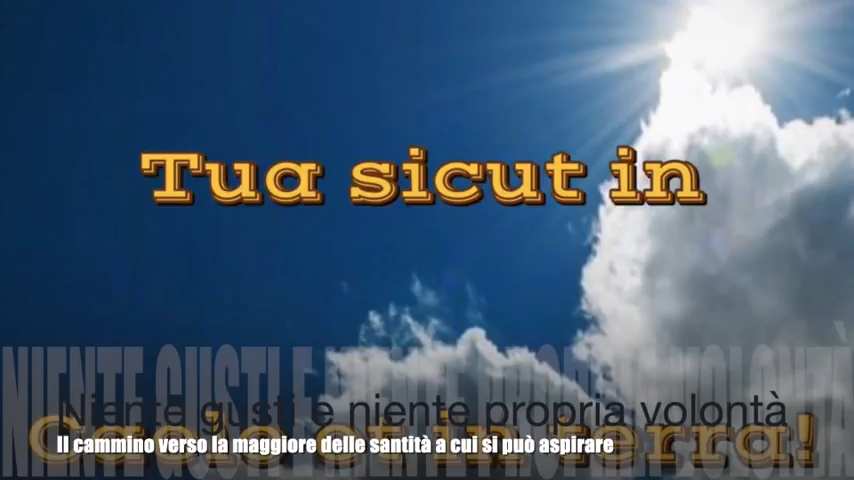 Tua sicut in
NIENTE GUSTI E NIENTE PROPRIA VOLONTÀ
Niente gusti e niente propria volontà
Caelo et in terra!
Il cammino verso la maggiore delle santità a cui si può aspirare